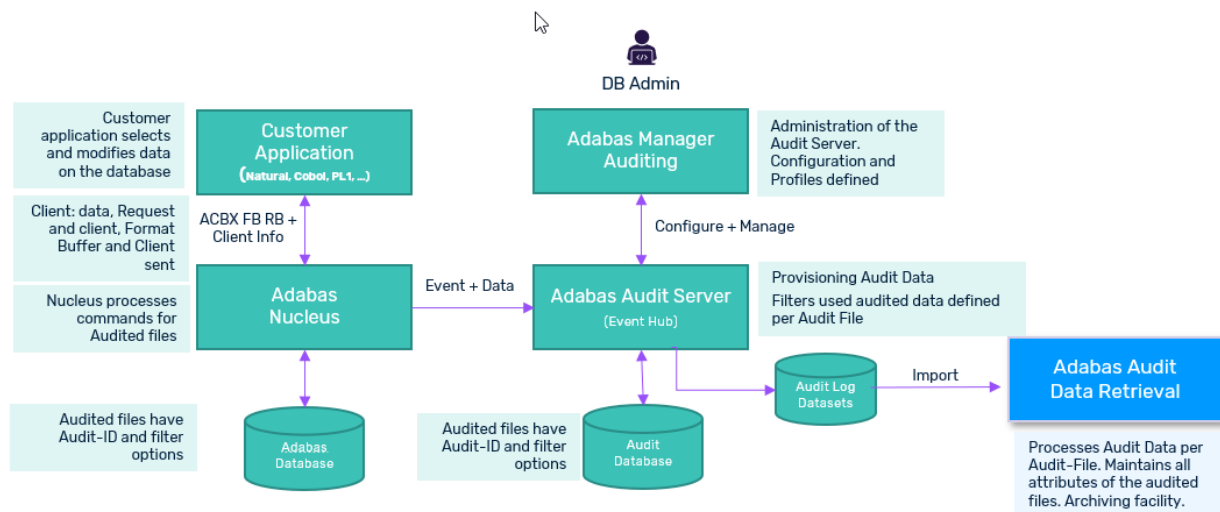 DB Admin
Customer
application selects
and modifies data
on the database
Customer
Application
(Natural, Cobol, PL1, ...)
Adabas Manager
Auditing
Administration of the
Audit Server.
Configuration and
Profiles defined
Client: data, Request
and client, Format
Buffer and Client
sent
ACBX FB RB +
Client Info
Configure + Manage
Nucleus processes
commands for
Audited files
Adabas
Nucleus
Event + Data
Adabas Audit Server
(Event Hub)
Provisioning Audit Data
Filters used audited data defined
per Audit File
Audit Log
Datasets
Import
Adabas Audit
Data Retrieval
Audited files have
Audit-ID and filter
options
Adabas
Database
Audited files have
Audit-ID and filter
options
Audit
Database
Processes Audit Data per
Audit-File. Maintains all
attributes of the audited
files. Archiving facility.